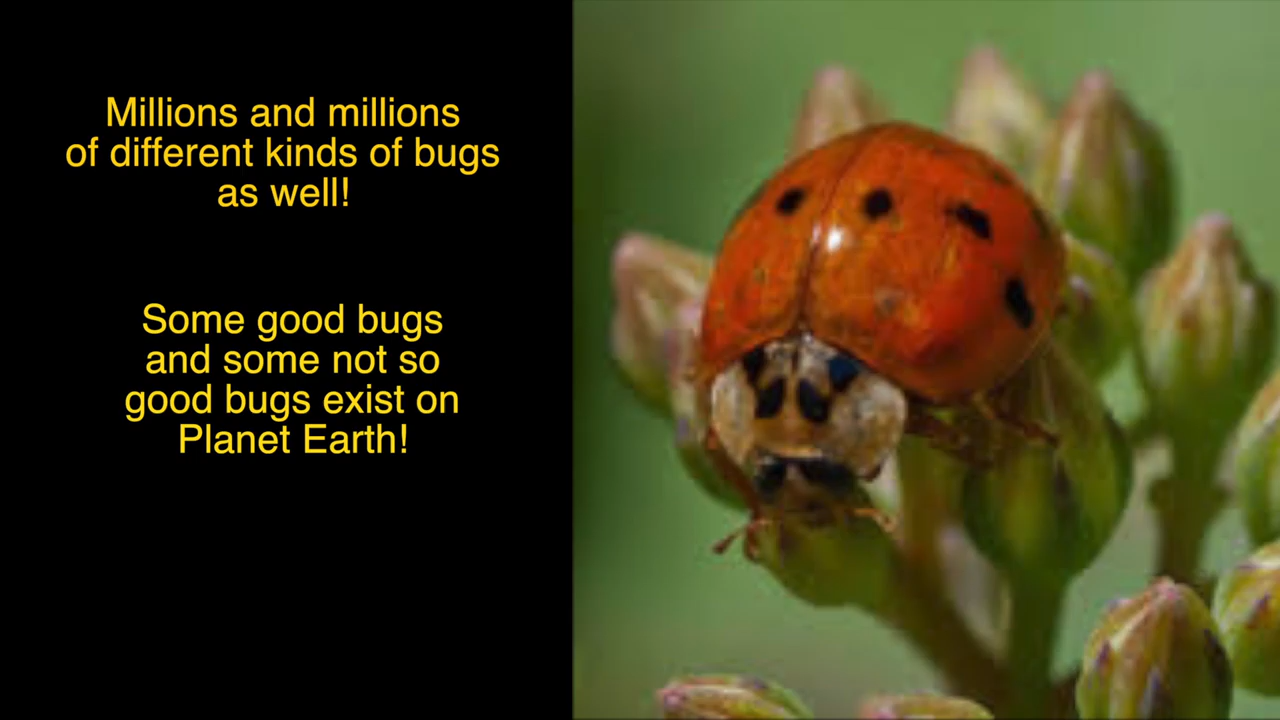 Millions and millions
of different kinds of bugs
as well!
Some good bugs
and some not so
good bugs exist on
Planet Earth!